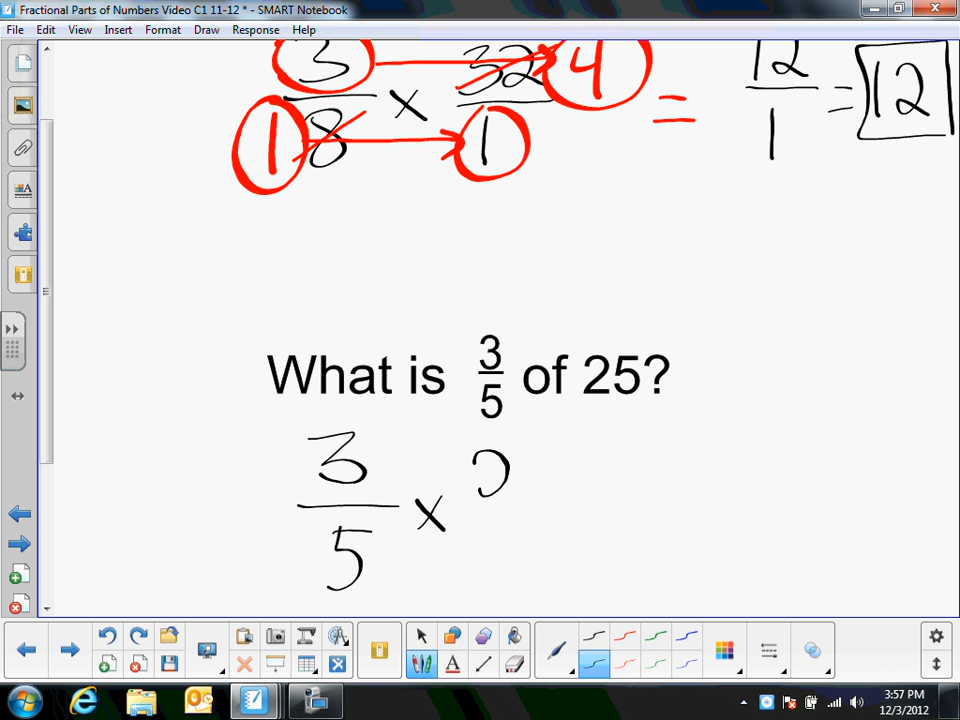 Fractional Parts of Numbers Video C1 11-12 * - SMART Notebook
File Edit View Insert Format Draw Response Help
3 32 4 12
— × — = — = 12
1 8 1 1
What is 3/5 of 25?
3
— ×
5
A
3:57 PM
12/3/2012